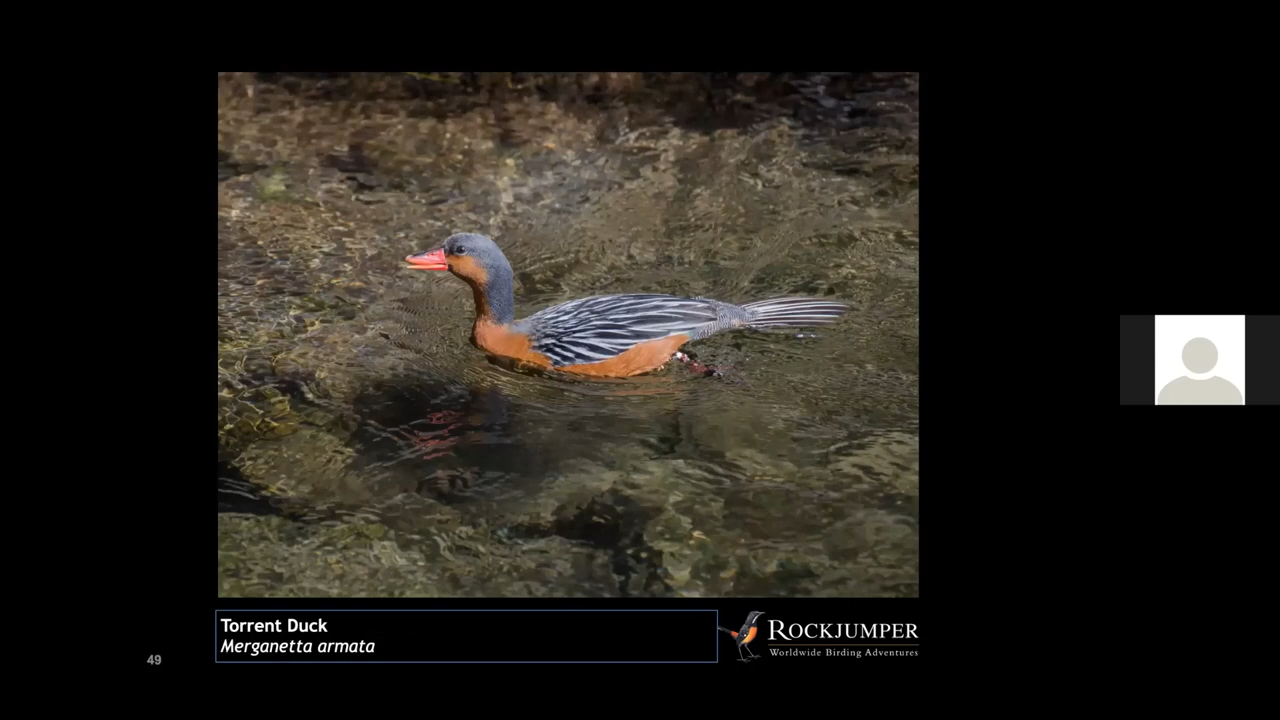 Torrent Duck
Merganetta armata
ROCKJUMPER
Worldwide Birding Adventures
49